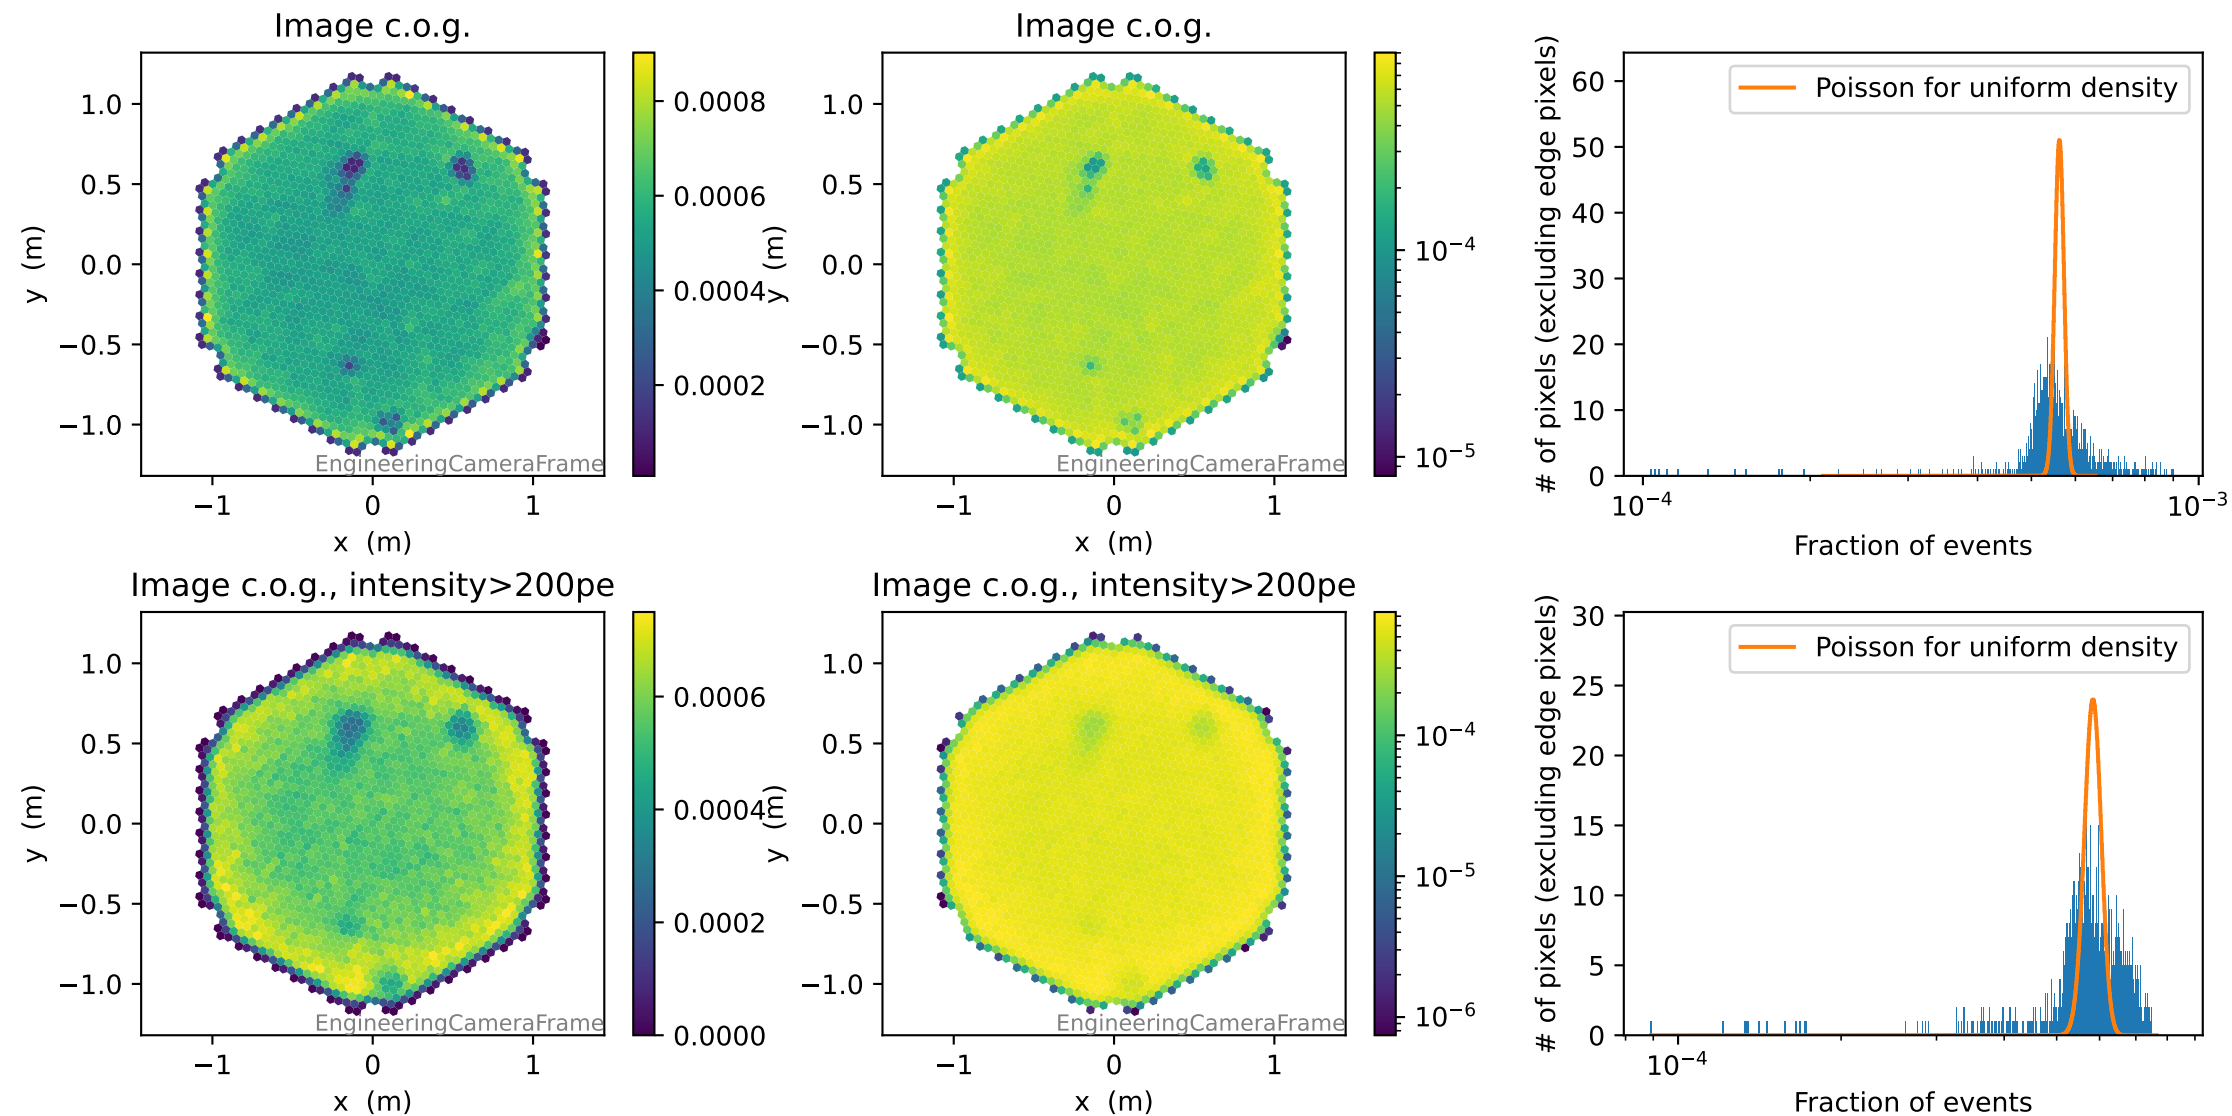 Image c.o.g.
y (m)
1.0
0.5
0.0
−0.5
−1.0
−1 0 1
x (m)
EngineeringCameraFrame
0.0008
0.0006
0.0004
0.0002
Image c.o.g.
y (m)
1.0
0.5
0.0
−0.5
−1.0
−1 0 1
x (m)
EngineeringCameraFrame
10⁻⁴
10⁻⁵
# of pixels (excluding edge pixels)
60
50
40
30
20
10
0
Poisson for uniform density
10⁻⁴ 10⁻³
Fraction of events
Image c.o.g., intensity>200pe
y (m)
1.0
0.5
0.0
−0.5
−1.0
−1 0 1
x (m)
EngineeringCameraFrame
0.0006
0.0004
0.0002
0.0000
Image c.o.g., intensity>200pe
y (m)
1.0
0.5
0.0
−0.5
−1.0
−1 0 1
x (m)
EngineeringCameraFrame
10⁻⁴
10⁻⁵
10⁻⁶
# of pixels (excluding edge pixels)
30
25
20
15
10
5
0
Poisson for uniform density
10⁻⁴
Fraction of events